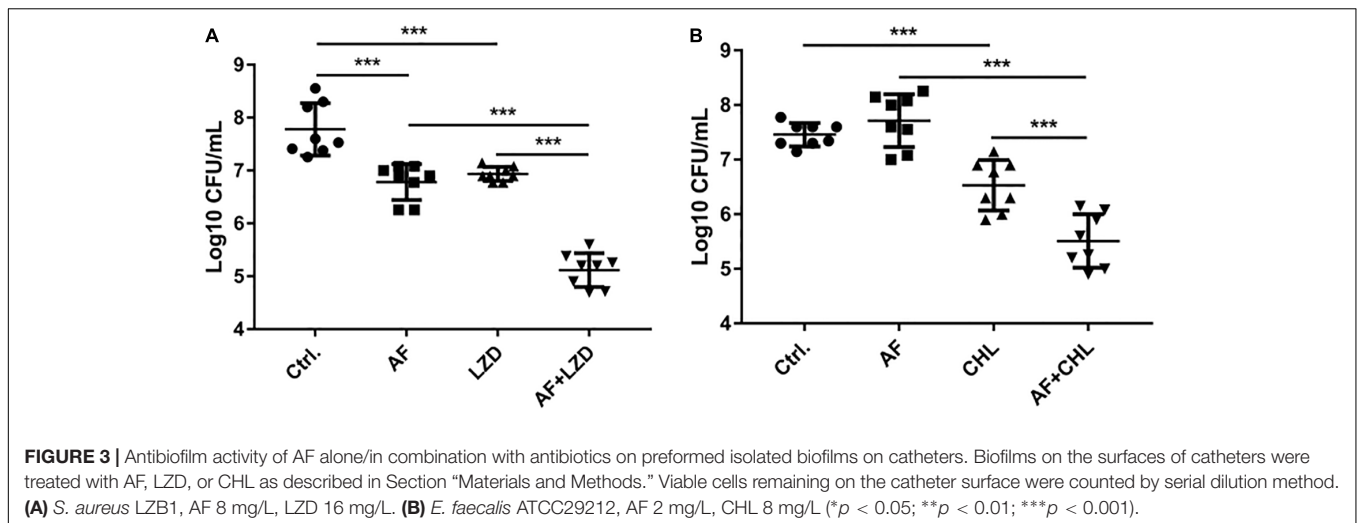 A
***
***
***
***
9
8
7
6
5
4
Log10 CFU/mL
Ctrl.
AF
LZD
AF+LZD
B
***
***
***
9
8
7
6
5
4
Log10 CFU/mL
Ctrl.
AF
CHL
AF+CHL
FIGURE 3 | Antibiofilm activity of AF alone/in combination with antibiotics on preformed isolated biofilms on catheters. Biofilms on the surfaces of catheters were
treated with AF, LZD, or CHL as described in Section “Materials and Methods.” Viable cells remaining on the catheter surface were counted by serial dilution method.
(A) S. aureus LZB1, AF 8 mg/L, LZD 16 mg/L. (B) E. faecalis ATCC29212, AF 2 mg/L, CHL 8 mg/L (*p < 0.05; **p < 0.01; ***p < 0.001).